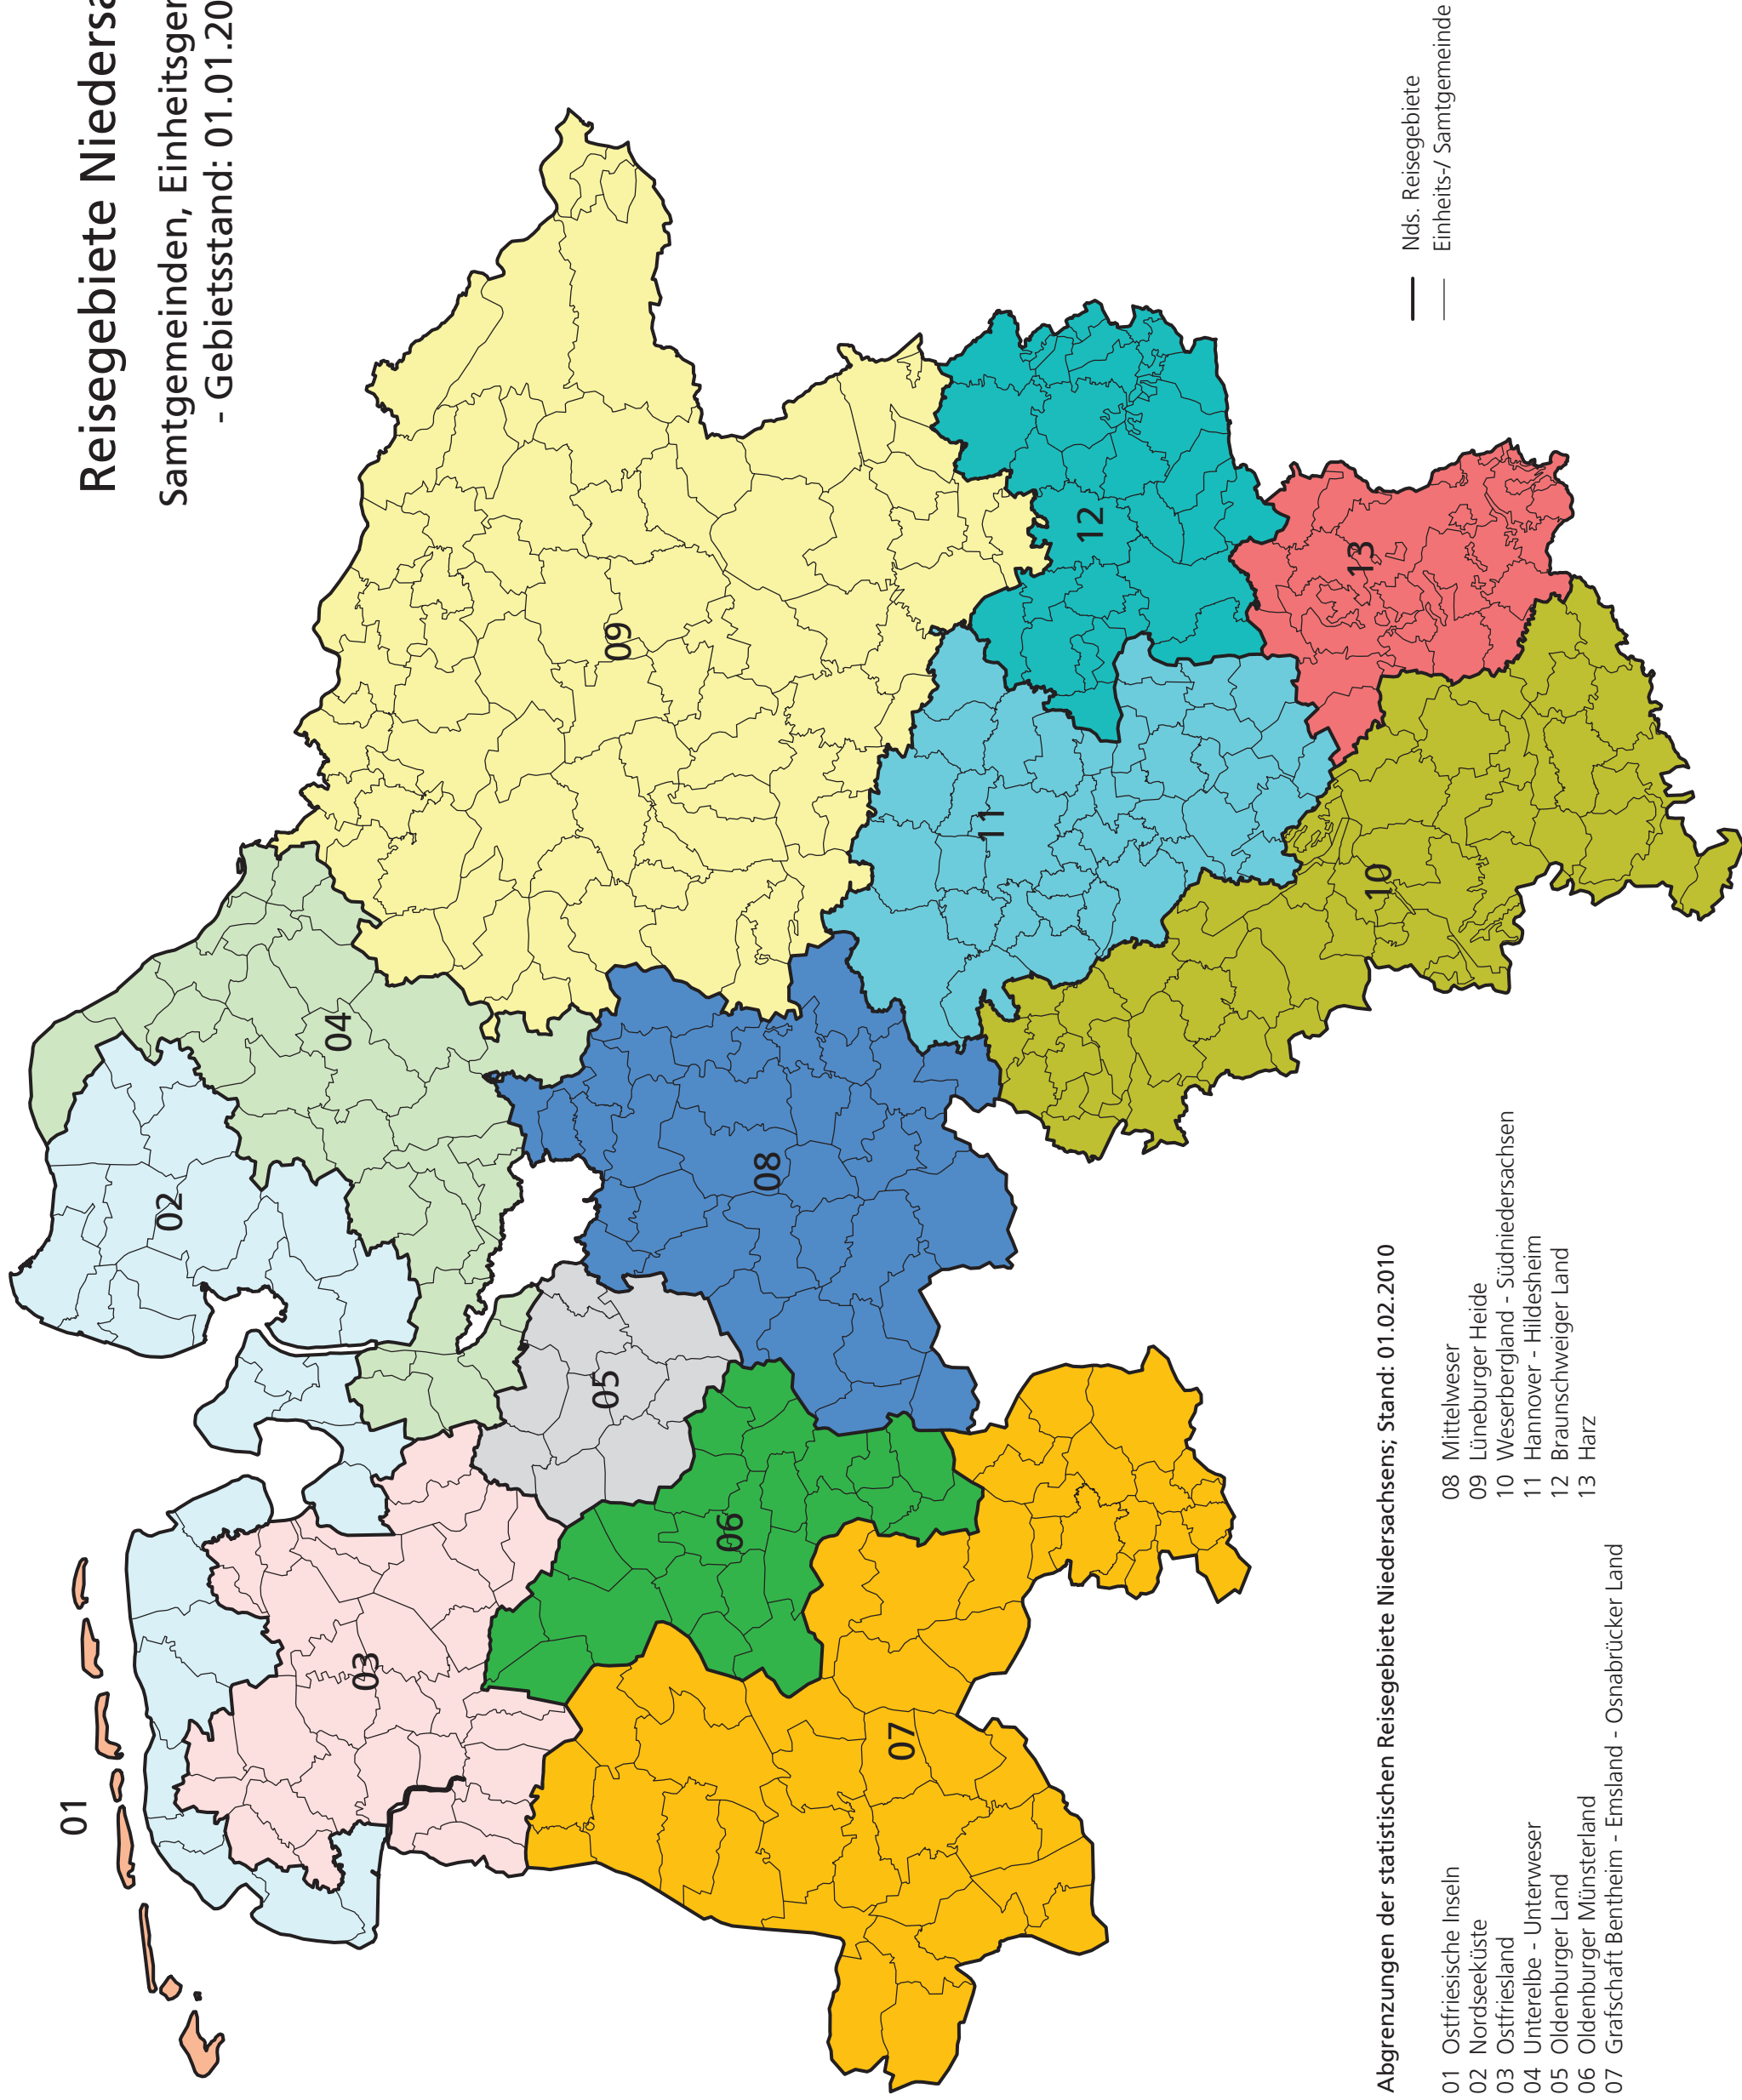 Reisegebiete Niedersa
Samtgemeinden, Einheitsger
- Gebietsstand: 01.01.20
01
02
03
04
05
06
07
08
09
10
11
12
13
Nds. Reisegebiete
Einheits-/ Samtgemeinde
Abgrenzungen der statistischen Reisegebiete Niedersachsens; Stand: 01.02.2010
01 Ostfriesische Inseln
02 Nordseeküste
03 Ostfriesland
04 Unterelbe - Unterweser
05 Oldenburger Land
06 Oldenburger Münsterland
07 Grafschaft Bentheim - Emsland - Osnabrücker Land
08 Mittelweser
09 Lüneburger Heide
10 Weserbergland - Südniedersachsen
11 Hannover - Hildesheim
12 Braunschweiger Land
13 Harz